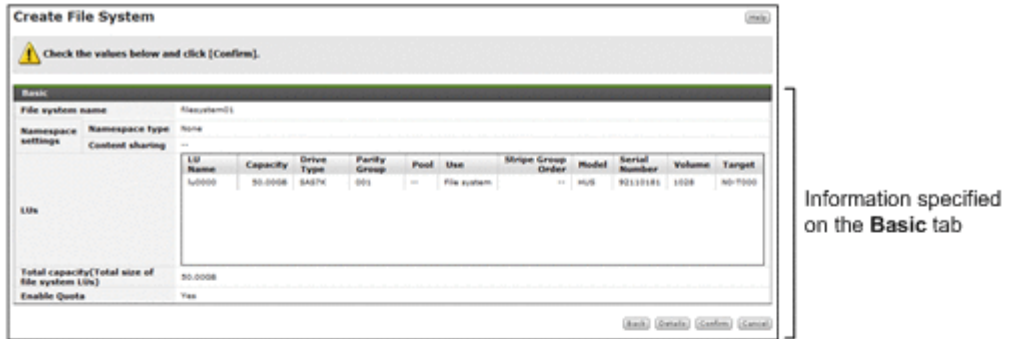 Create File System
Help
Check the values below and click [Confirm].
Basic
File system name filesystem01
Namespace settings Namespace type None
Content sharing --
LUs
LU Name Capacity Drive Type Parity Group Pool Use Stripe Group Order Model Serial Number Volume Target
lu0000 50.00GB SAS7K 001 -- File system -- HUS 92110181 1028 N0-T000
Total capacity(Total size of file system LUs) 50.00GB
Enable Quota Yes
Back Details Confirm Cancel
Information specified
on the Basic tab